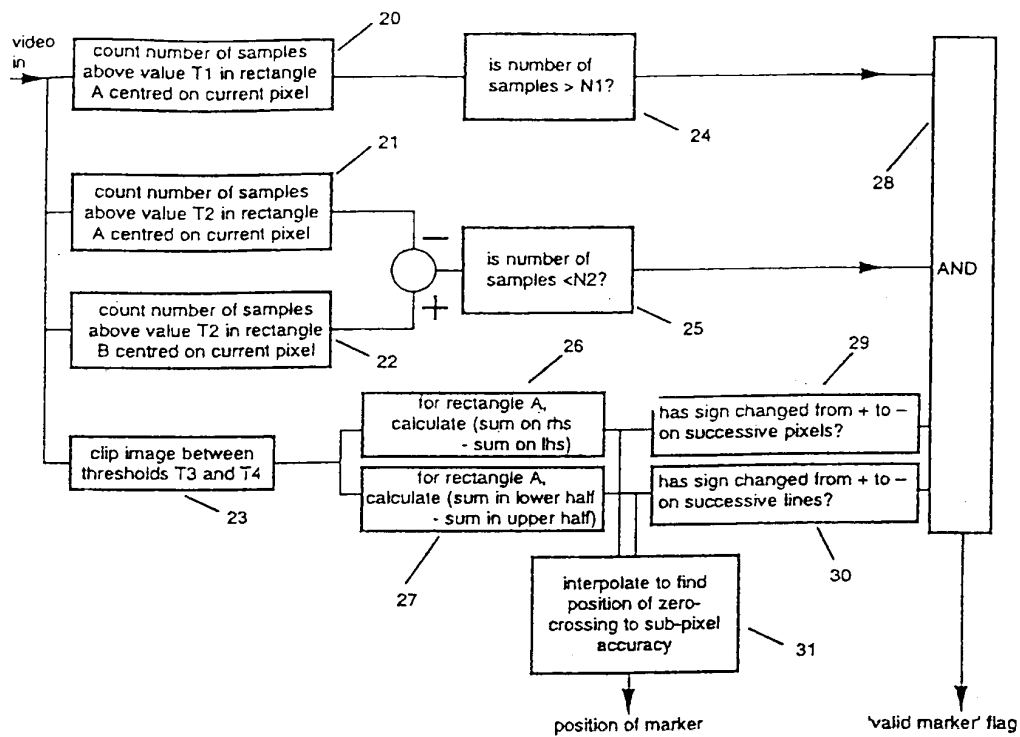 video
in
20
count number of samples
above value T1 in rectangle
A centred on current pixel
is number of
samples > N1?
24
21
count number of samples
above value T2 in rectangle
A centred on current pixel
28
−
is number of
samples <N2?
AND
+
25
count number of samples
above value T2 in rectangle
B centred on current pixel
22
26
29
for rectangle A,
calculate (sum on rhs
- sum on lhs)
has sign changed from + to −
on successive pixels?
clip image between
thresholds T3 and T4
23
for rectangle A,
calculate (sum in lower half
- sum in upper half)
has sign changed from + to −
on successive lines?
27
30
interpolate to find
position of zero-
crossing to sub-pixel
accuracy
31
position of marker
'valid marker' flag